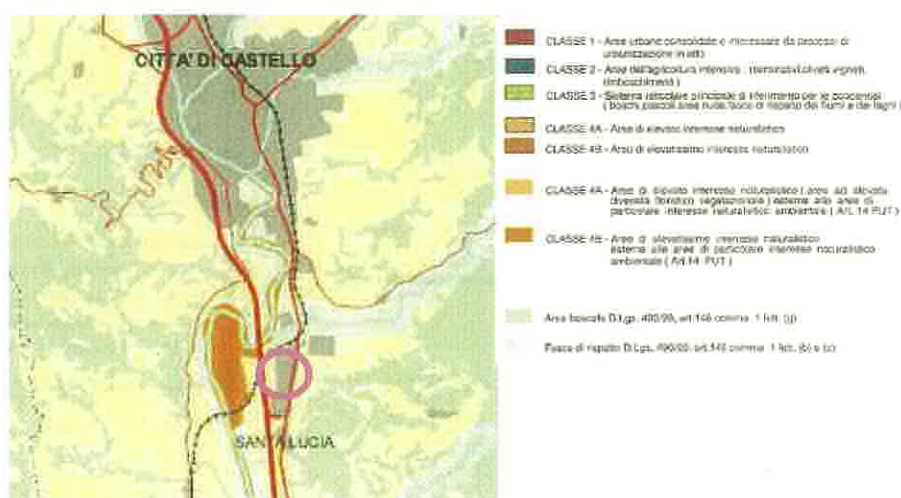 CITTA' DI CASTELLO
SANTA LUCIA
CLASSE 1 - Aree urbane consolidate e interessate da processi di
urbanizzazione in atto
CLASSE 2 - Aree dell'agricoltura intensiva (seminativi oliveti vigneti,
rimboschimenti)
CLASSE 3 - Sistema principale di riferimento per le
(boschi pascoli aree nude fasce di rispetto dei fiumi e dei laghi)
CLASSE 4A - Area di elevato interesse naturalistico
CLASSE 4B - Area di elevatissimo interesse naturalistico
CLASSE 4A - Aree di elevato interesse naturalistico (aree ad elevata
diversità floristico vegetazionale) esterne alle aree di
particolare interesse naturalistico ambientale (Art. 14 PUT)
CLASSE 4B - Area di elevatissimo interesse naturalistico
esterna alle aree di particolare interesse naturalistico
ambientale (Art.14 PUT)
Aree boscate D.Lgs. 490/99, art.146 comma 1 lett. (g)
Fasce di rispetto D.Lgs. 490/99, art.146 comma 1 lett. (b) e (c)